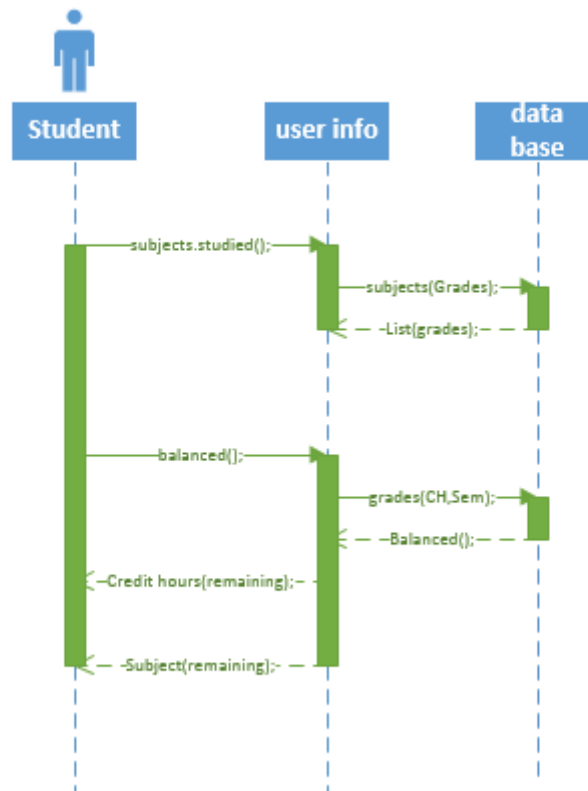 Student
user info
data
base
subjects.studied();
subjects(Grades);
List(grades);
balanced();
grades(CH,Sem);
Balanced();
Credit hours(remaining);
Subject(remaining);